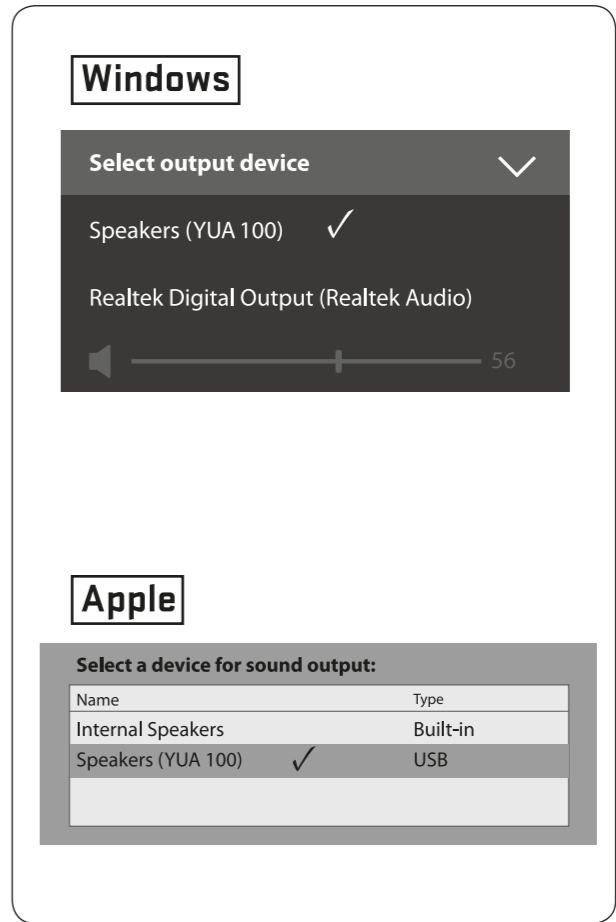 Windows
Select output device
Speakers (YUA 100) ✓
Realtek Digital Output (Realtek Audio)
56
Apple
Select a device for sound output:
Name Type
Internal Speakers Built-in
Speakers (YUA 100) ✓ USB